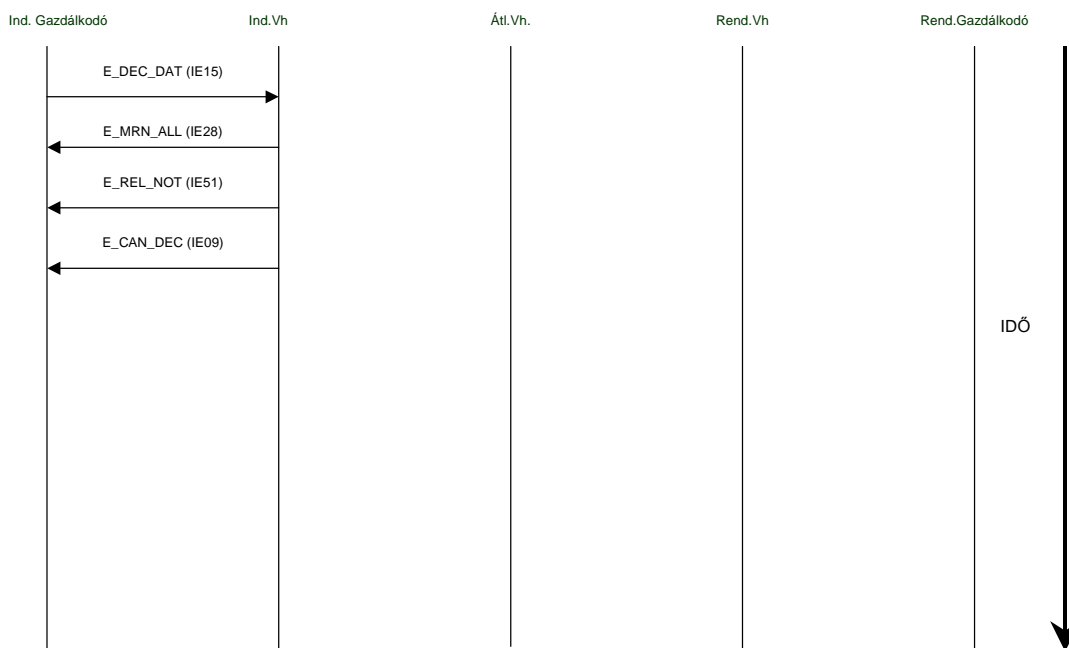 Ind. Gazdálkodó Ind.Vh Átl.Vh. Rend.Vh Rend.Gazdálkodó
E_DEC_DAT (IE15)
E_MRN_ALL (IE28)
E_REL_NOT (IE51)
E_CAN_DEC (IE09)
IDŐ